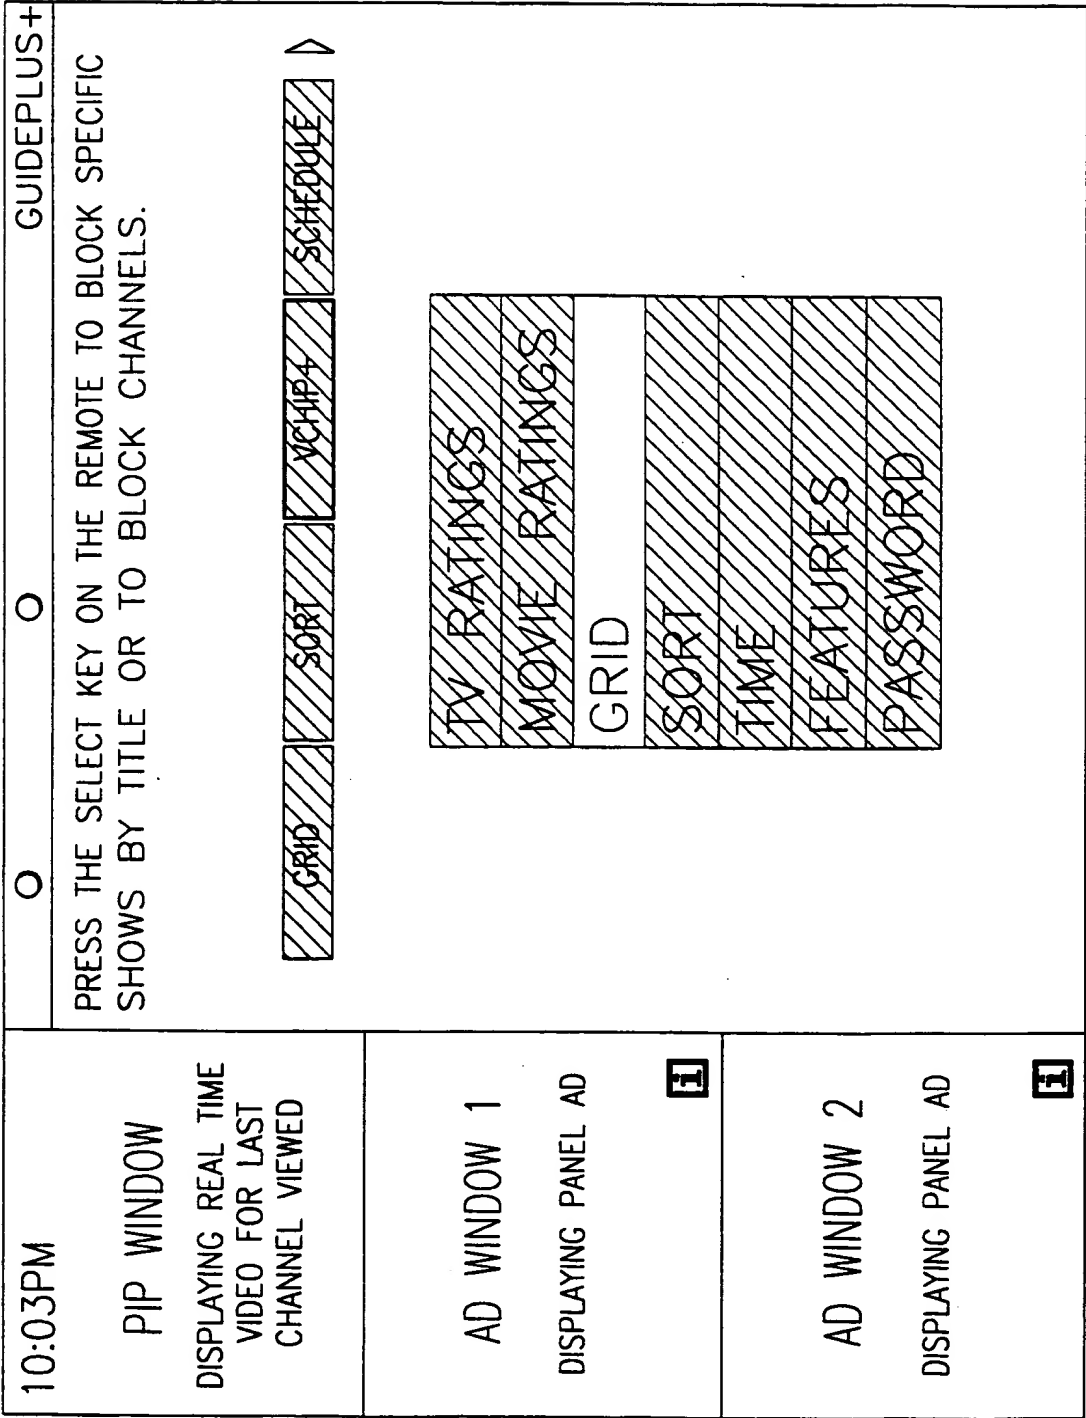 10:03PM
GUIDEPLUS+
PIP WINDOW
DISPLAYING REAL TIME
VIDEO FOR LAST
CHANNEL VIEWED
AD WINDOW 1
DISPLAYING PANEL AD
i
AD WINDOW 2
DISPLAYING PANEL AD
i
PRESS THE SELECT KEY ON THE REMOTE TO BLOCK SPECIFIC
SHOWS BY TITLE OR TO BLOCK CHANNELS.
GRID SORT VCHIP+ SCHEDULE
TV RATINGS
MOVIE RATINGS
GRID
SORT
TIME
FEATURES
PASSWORD